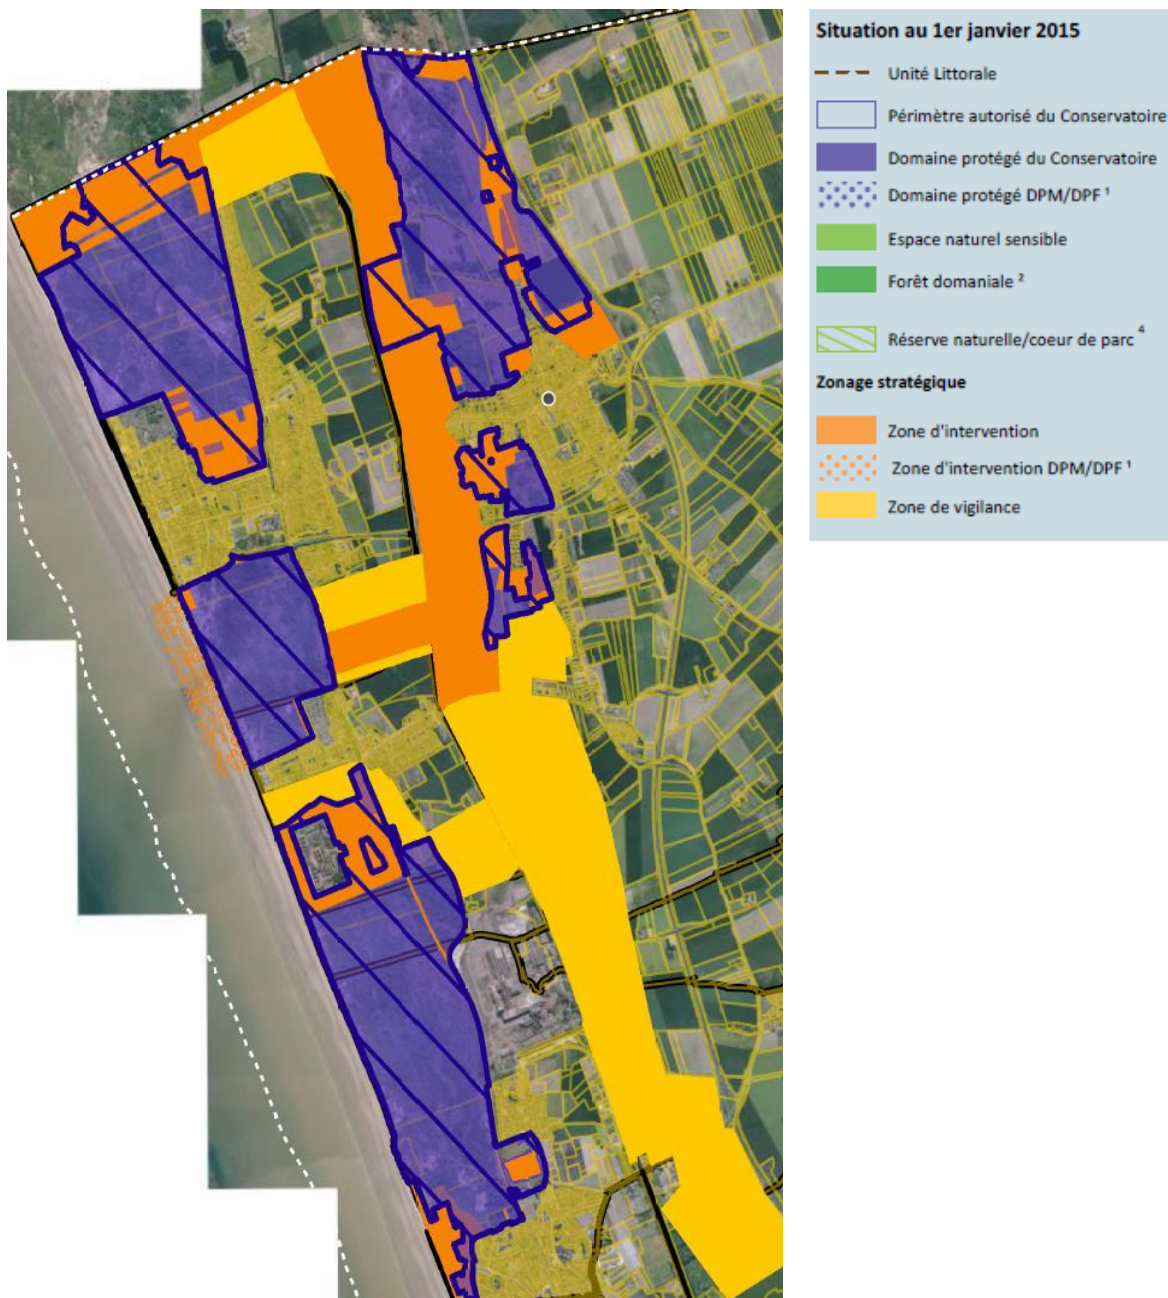 Situation au 1er janvier 2015
Unité Littorale
Périmètre autorisé du Conservatoire
Domaine protégé du Conservatoire
Domaine protégé DPM/DPF ¹
Espace naturel sensible
Forêt domaniale ²
Réserve naturelle/coeur de parc ⁴
Zonage stratégique
Zone d'intervention
Zone d'intervention DPM/DPF ¹
Zone de vigilance